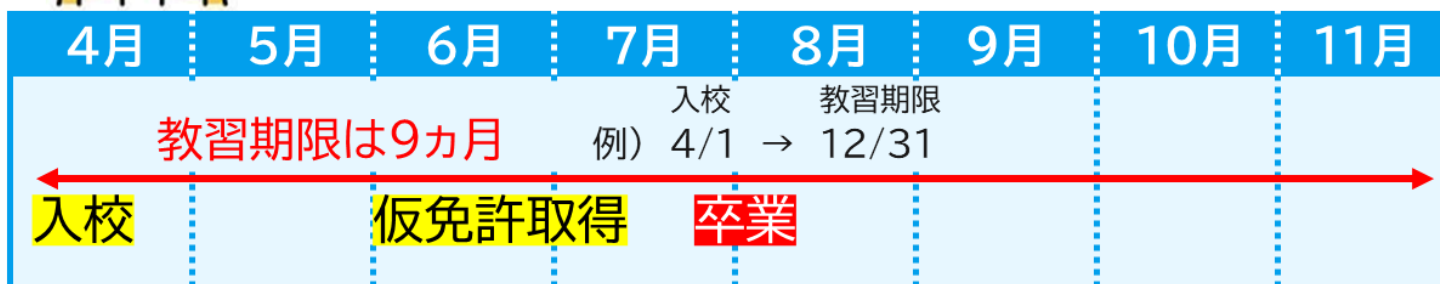 4月 5月 6月 7月 8月 9月 10月 11月
入校 教習期限
教習期限は9ヵ月 例) 4/1 → 12/31
入校 仮免許取得 卒業